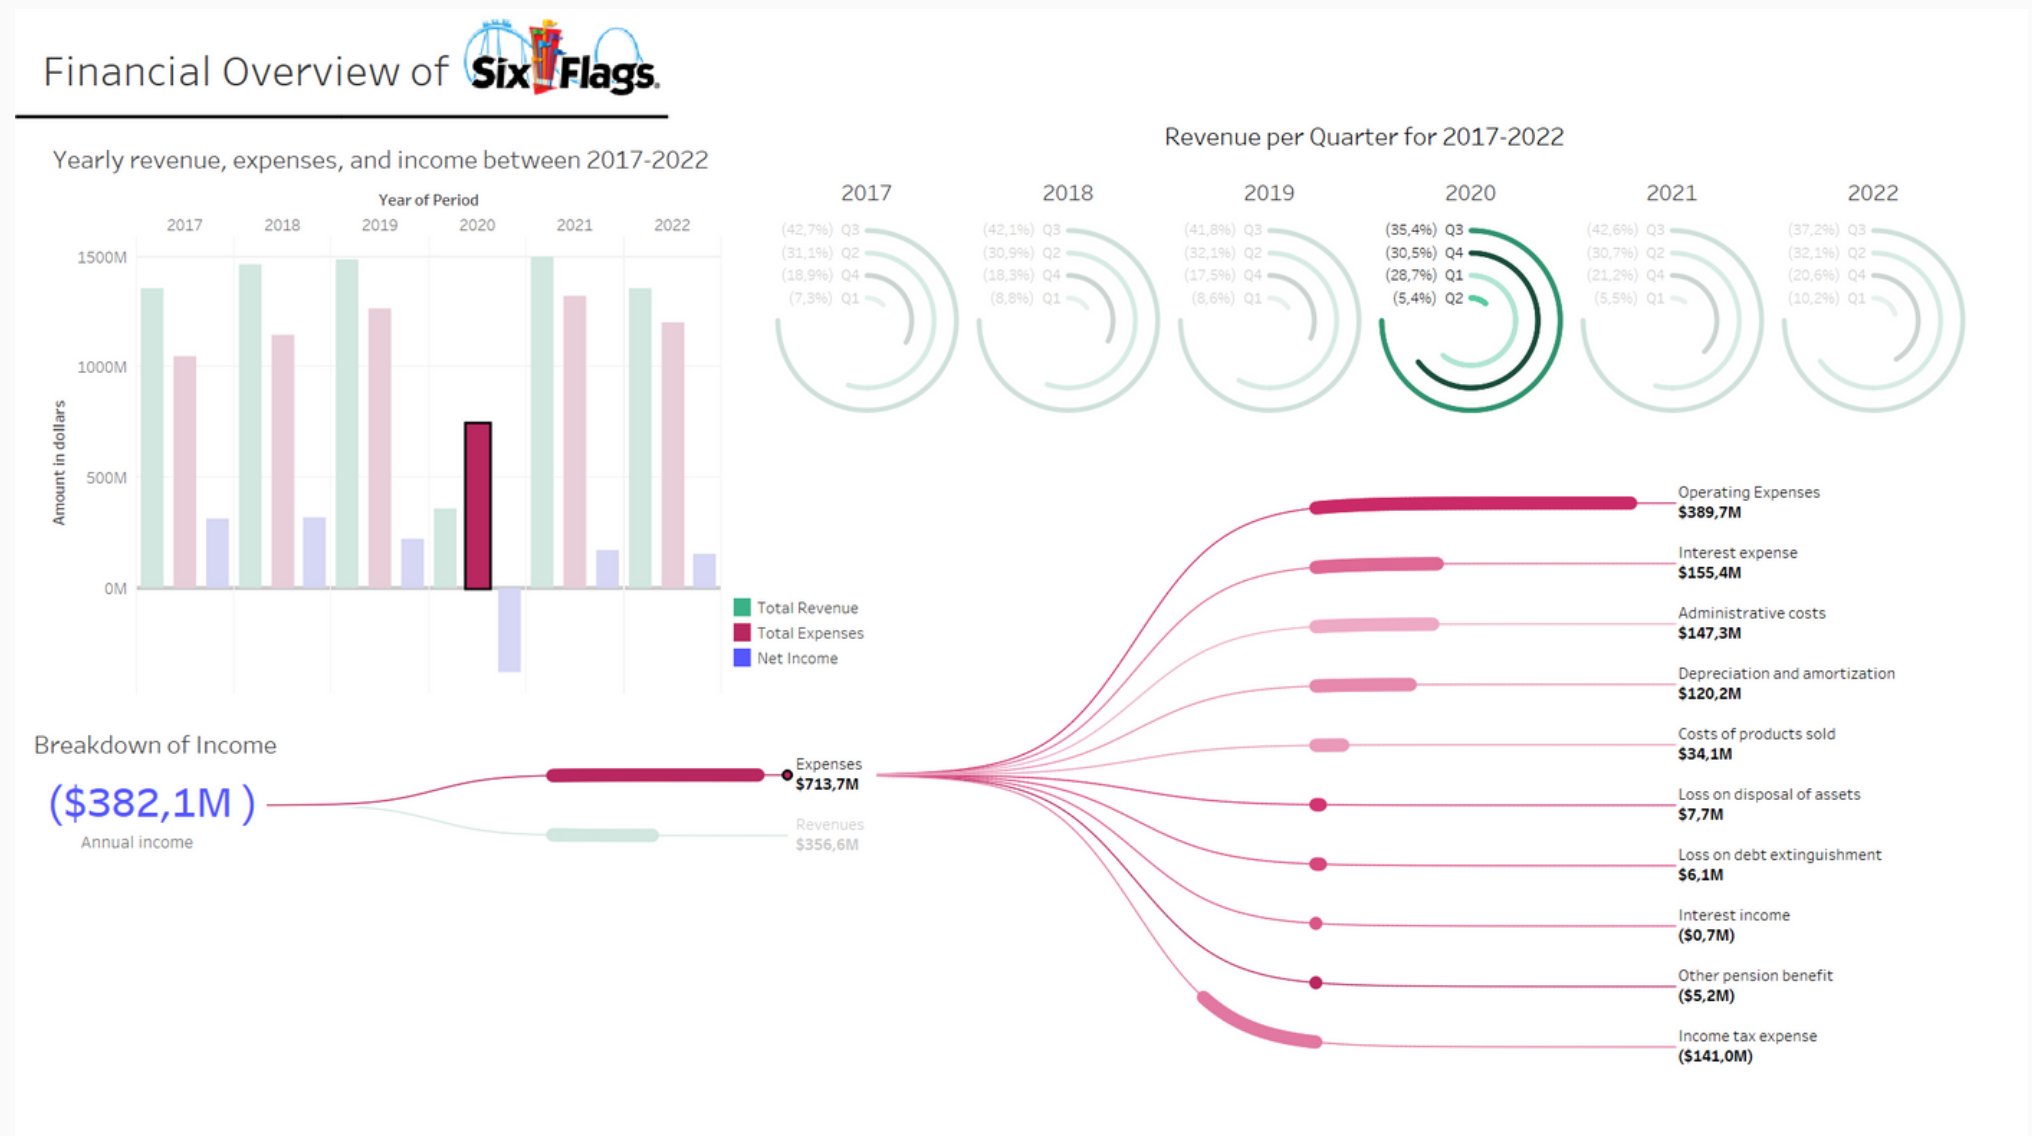 Financial Overview of Six Flags
Yearly revenue, expenses, and income between 2017-2022
Year of Period
2017 2018 2019 2020 2021 2022
1500M
1000M
500M
0M
Amount in dollars
Total Revenue
Total Expenses
Net Income
Revenue per Quarter for 2017-2022
2017
(42,7%) Q3
(31,1%) Q2
(18,9%) Q4
(7,3%) Q1
2018
(42,1%) Q3
(30,9%) Q2
(18,3%) Q4
(8,8%) Q1
2019
(41,8%) Q3
(32,1%) Q2
(17,5%) Q4
(8,6%) Q1
2020
(35,4%) Q3
(30,5%) Q4
(28,7%) Q1
(5,4%) Q2
2021
(42,6%) Q3
(30,7%) Q2
(21,2%) Q4
(5,5%) Q1
2022
(37,2%) Q3
(32,1%) Q2
(20,6%) Q4
(10,2%) Q1
Breakdown of Income
($382,1M )
Annual income
Expenses
$713,7M
Revenues
$356,6M
Operating Expenses
$389,7M
Interest expense
$155,4M
Administrative costs
$147,3M
Depreciation and amortization
$120,2M
Costs of products sold
$34,1M
Loss on disposal of assets
$7,7M
Loss on debt extinguishment
$6,1M
Interest income
($0,7M)
Other pension benefit
($5,2M)
Income tax expense
($141,0M)